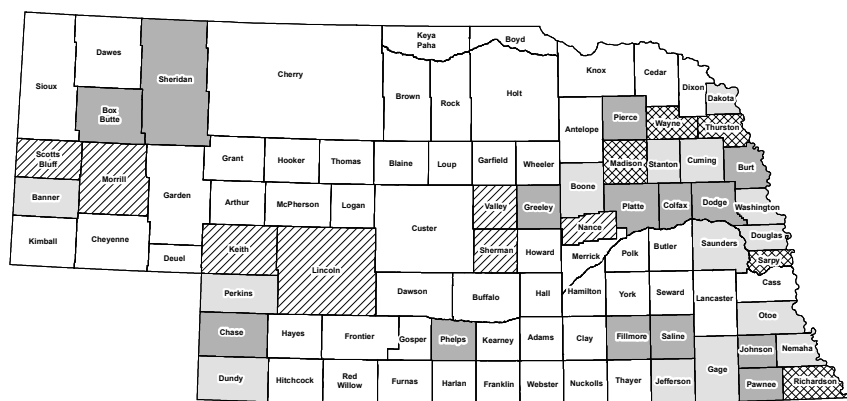 Keya
Paha
Boyd
Dawes
Sioux
Sheridan
Cherry
Knox
Cedar
Dixon
Dakota
Brown
Rock
Holt
Box
Butte
Antelope
Pierce
Wayne
Thurston
Scotts
Bluff
Morrill
Grant
Hooker
Thomas
Blaine
Loup
Garfield
Wheeler
Madison
Stanton
Cuming
Burt
Banner
Garden
Arthur
McPherson
Logan
Valley
Greeley
Boone
Platte
Colfax
Dodge
Washington
Kimball
Cheyenne
Deuel
Keith
Lincoln
Custer
Sherman
Howard
Nance
Merrick
Polk
Butler
Saunders
Douglas
Sarpy
Perkins
Dawson
Buffalo
Hall
Hamilton
York
Seward
Lancaster
Cass
Otoe
Chase
Hayes
Frontier
Gosper
Phelps
Kearney
Adams
Clay
Fillmore
Saline
Johnson
Nemaha
Dundy
Hitchcock
Red
Willow
Furnas
Harlan
Franklin
Webster
Nuckolls
Thayer
Jefferson
Gage
Pawnee
Richardson